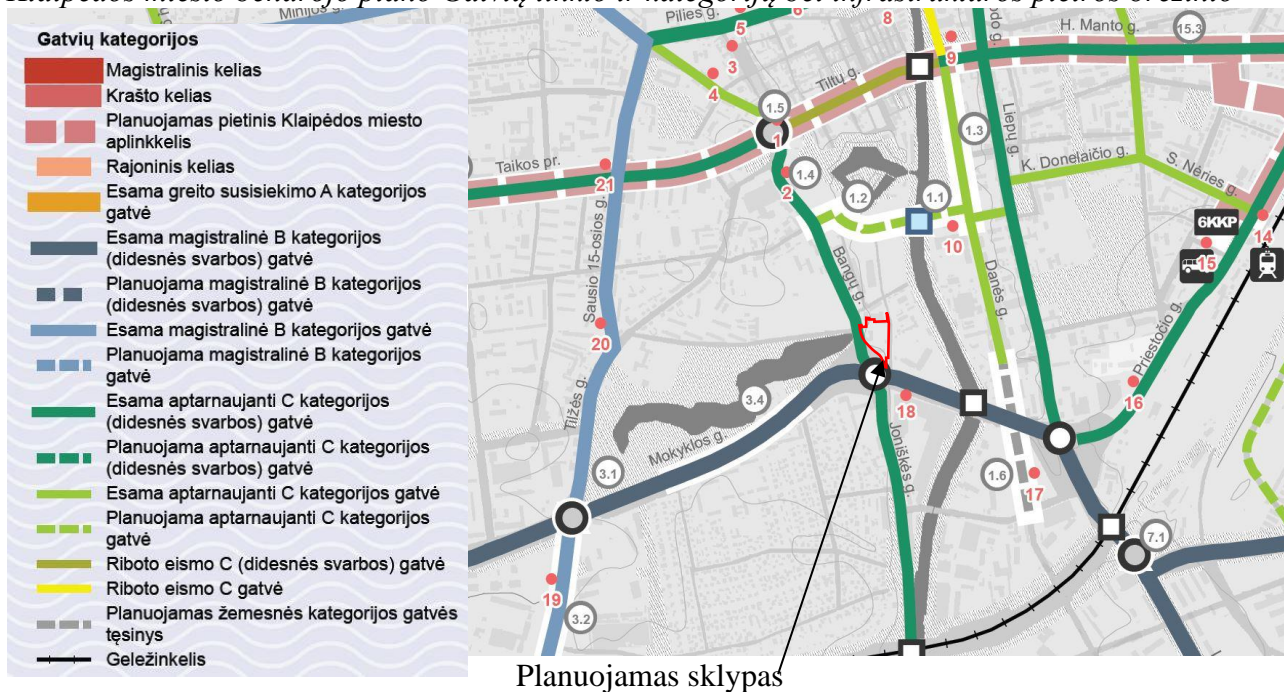 Klaipėdos miesto bendrojo plano Gatvių tinklo ir kategorijų bei infrastruktūros plėtros brėžinio
Gatvių kategorijos
Magistralinis kelias
Krašto kelias
Planuojamas pietinis Klaipėdos miesto
aplinkkelis
Rajoninis kelias
Esama greito susisiekimo A kategorijos
gatvė
Esama magistralinė B kategorijos
(didesnės svarbos) gatvė
Planuojama magistralinė B kategorijos
(didesnės svarbos) gatvė
Esama magistralinė B kategorijos gatvė
Planuojama magistralinė B kategorijos
gatvė
Esama aptarnaujanti C kategorijos
(didesnės svarbos) gatvė
Planuojama aptarnaujanti C kategorijos
(didesnės svarbos) gatvė
Esama aptarnaujanti C kategorijos gatvė
Planuojama aptarnaujanti C kategorijos
gatvė
Riboto eismo C (didesnės svarbos) gatvė
Riboto eismo C gatvė
Planuojamas žemesnės kategorijos gatvės
tęsinys
Geležinkelis
Minijos g.
Pilies g.
5
6
8
3
4
9
H. Manto g.
15.3
Tiltų g.
1.5
1
Liepų g.
1.3
Taikos pr.
21
1.4
2
1.2
1.1
K. Donelaičio g.
S. Nėries g.
6KKP
14
15
10
Sausio 15-osios g.
Bangų g.
Danės g.
20
Priestočio g.
Tilžės g.
3.4
18
16
Mokyklos g.
3.1
Joniškės g.
1.6
17
7.1
19
3.2
Planuojamas sklypas